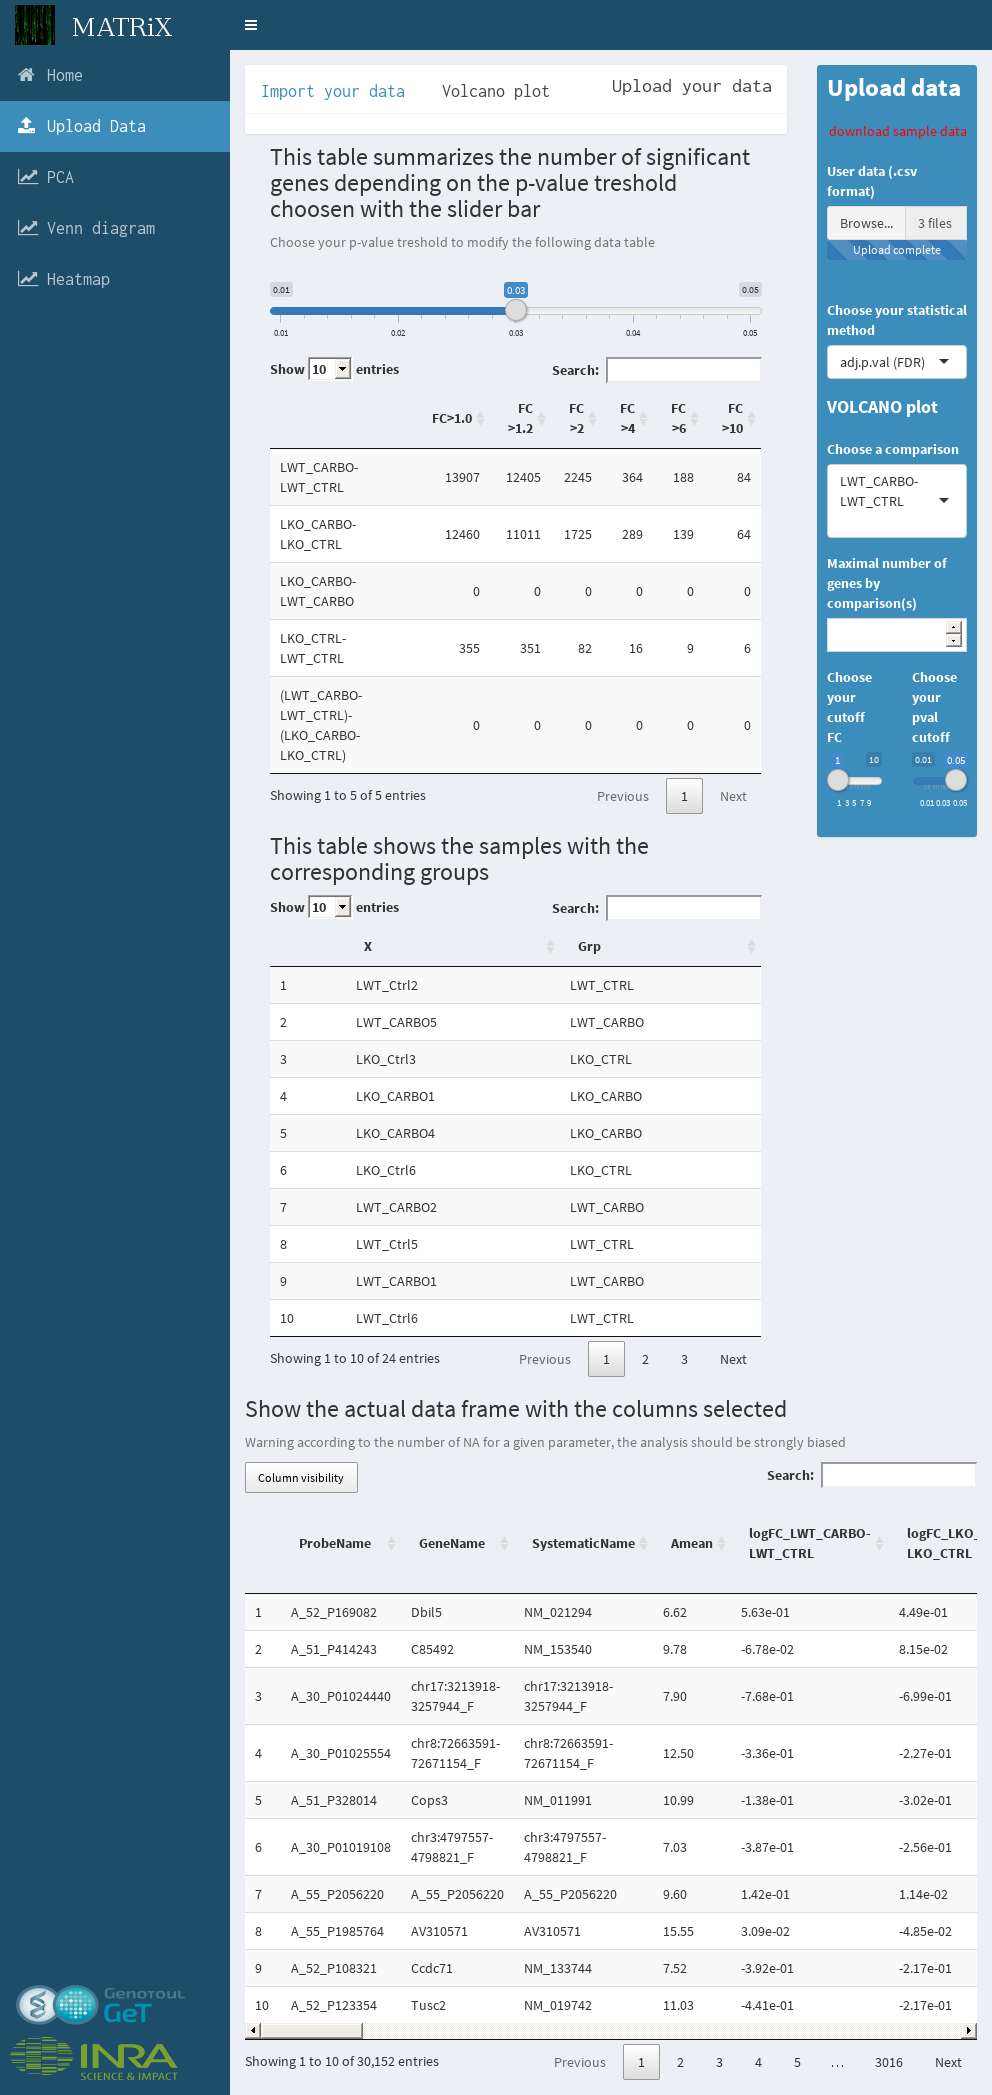 MATRiX
Home
Upload Data
PCA
Venn diagram
Heatmap
Import your data Volcano plot Upload your data
This table summarizes the number of significant
genes depending on the p-value treshold
choosen with the slider bar
Choose your p-value treshold to modify the following data table
0.01 0.03 0.05
0.01 0.02 0.03 0.04 0.05
Show 10 entries Search:
FC>1.0 FC >1.2 FC >2 FC >4 FC >6 FC >10
LWT_CARBO-
LWT_CTRL 13907 12405 2245 364 188 84
LKO_CARBO-
LKO_CTRL 12460 11011 1725 289 139 64
LKO_CARBO-
LWT_CARBO 0 0 0 0 0 0
LKO_CTRL-
LWT_CTRL 355 351 82 16 9 6
(LWT_CARBO-
LWT_CTRL)-
(LKO_CARBO-
LKO_CTRL) 0 0 0 0 0 0
Showing 1 to 5 of 5 entries Previous 1 Next
This table shows the samples with the
corresponding groups
Show 10 entries Search:
X Grp
1 LWT_Ctrl2 LWT_CTRL
2 LWT_CARBO5 LWT_CARBO
3 LKO_Ctrl3 LKO_CTRL
4 LKO_CARBO1 LKO_CARBO
5 LKO_CARBO4 LKO_CARBO
6 LKO_Ctrl6 LKO_CTRL
7 LWT_CARBO2 LWT_CARBO
8 LWT_Ctrl5 LWT_CTRL
9 LWT_CARBO1 LWT_CARBO
10 LWT_Ctrl6 LWT_CTRL
Showing 1 to 10 of 24 entries Previous 1 2 3 Next
Show the actual data frame with the columns selected
Warning according to the number of NA for a given parameter, the analysis should be strongly biased
Column visibility Search:
ProbeName GeneName SystematicName Amean logFC_LWT_CARBO- logFC_LKO_
LWT_CTRL LKO_CTRL
1 A_52_P169082 Dbil5 NM_021294 6.62 5.63e-01 4.49e-01
2 A_51_P414243 C85492 NM_153540 9.78 -6.78e-02 8.15e-02
3 A_30_P01024440 chr17:3213918- chr17:3213918- 7.90 -7.68e-01 -6.99e-01
3257944_F 3257944_F
4 A_30_P01025554 chr8:72663591- chr8:72663591- 12.50 -3.36e-01 -2.27e-01
72671154_F 72671154_F
5 A_51_P328014 Cops3 NM_011991 10.99 -1.38e-01 -3.02e-01
6 A_30_P01019108 chr3:4797557- chr3:4797557- 7.03 -3.87e-01 -2.56e-01
4798821_F 4798821_F
7 A_55_P2056220 A_55_P2056220 A_55_P2056220 9.60 1.42e-01 1.14e-02
8 A_55_P1985764 AV310571 AV310571 15.55 3.09e-02 -4.85e-02
9 A_52_P108321 Ccdc71 NM_133744 7.52 -3.92e-01 -2.17e-01
10 A_52_P123354 Tusc2 NM_019742 11.03 -4.41e-01 -2.17e-01
Showing 1 to 10 of 30,152 entries Previous 1 2 3 4 5 ... 3016 Next
Upload data
download sample data
User data (.csv
format)
Browse... 3 files
Upload complete
Choose your statistical
method
adj.p.val (FDR)
VOLCANO plot
Choose a comparison
LWT_CARBO-
LWT_CTRL
Maximal number of
genes by
comparison(s)
Choose Choose
your your
cutoff pval
FC cutoff
1 10 0.01 0.05
1 3 5 7 9 0.01 0.03 0.05
GENOTOUL
GeT
INRA
SCIENCE & IMPACT